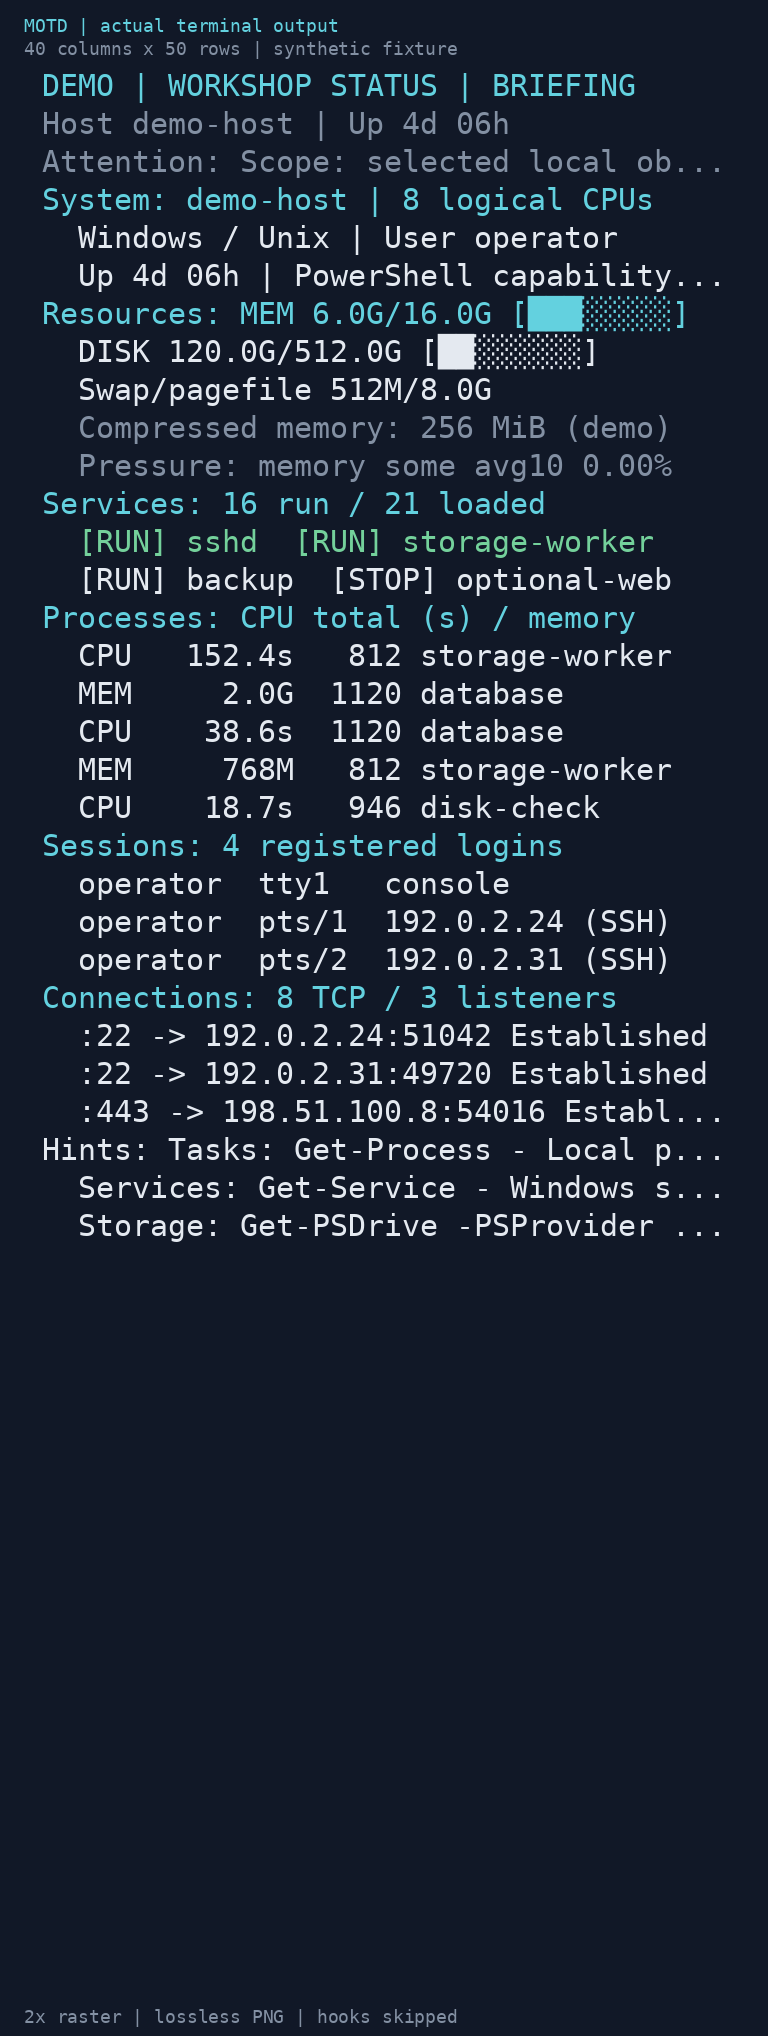 MOTD | actual terminal output
40 columns x 50 rows | synthetic fixture
DEMO | WORKSHOP STATUS | BRIEFING
Host demo-host | Up 4d 06h
Attention: Scope: selected local ob...
System: demo-host | 8 logical CPUs
  Windows / Unix | User operator
  Up 4d 06h | PowerShell capability...
Resources: MEM 6.0G/16.0G [███░░░░░]
  DISK 120.0G/512.0G [██░░░░░░]
  Swap/pagefile 512M/8.0G
  Compressed memory: 256 MiB (demo)
  Pressure: memory some avg10 0.00%
Services: 16 run / 21 loaded
  [RUN] sshd  [RUN] storage-worker
  [RUN] backup  [STOP] optional-web
Processes: CPU total (s) / memory
  CPU   152.4s   812 storage-worker
  MEM     2.0G  1120 database
  CPU    38.6s  1120 database
  MEM     768M   812 storage-worker
  CPU    18.7s   946 disk-check
Sessions: 4 registered logins
  operator  tty1   console
  operator  pts/1  192.0.2.24 (SSH)
  operator  pts/2  192.0.2.31 (SSH)
Connections: 8 TCP / 3 listeners
  :22 -> 192.0.2.24:51042 Established
  :22 -> 192.0.2.31:49720 Established
  :443 -> 198.51.100.8:54016 Establ...
Hints: Tasks: Get-Process - Local p...
  Services: Get-Service - Windows s...
  Storage: Get-PSDrive -PSProvider ...
2x raster | lossless PNG | hooks skipped